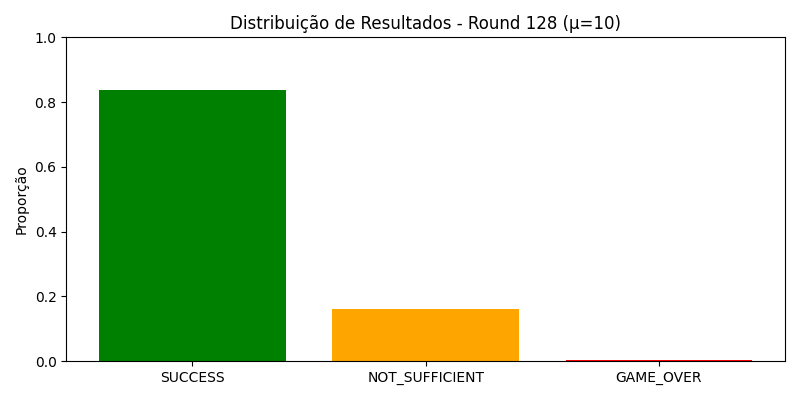 Distribuição de Resultados - Round 128 (μ=10)
Proporção
1.0
0.8
0.6
0.4
0.2
0.0
SUCCESS
NOT_SUFFICIENT
GAME_OVER